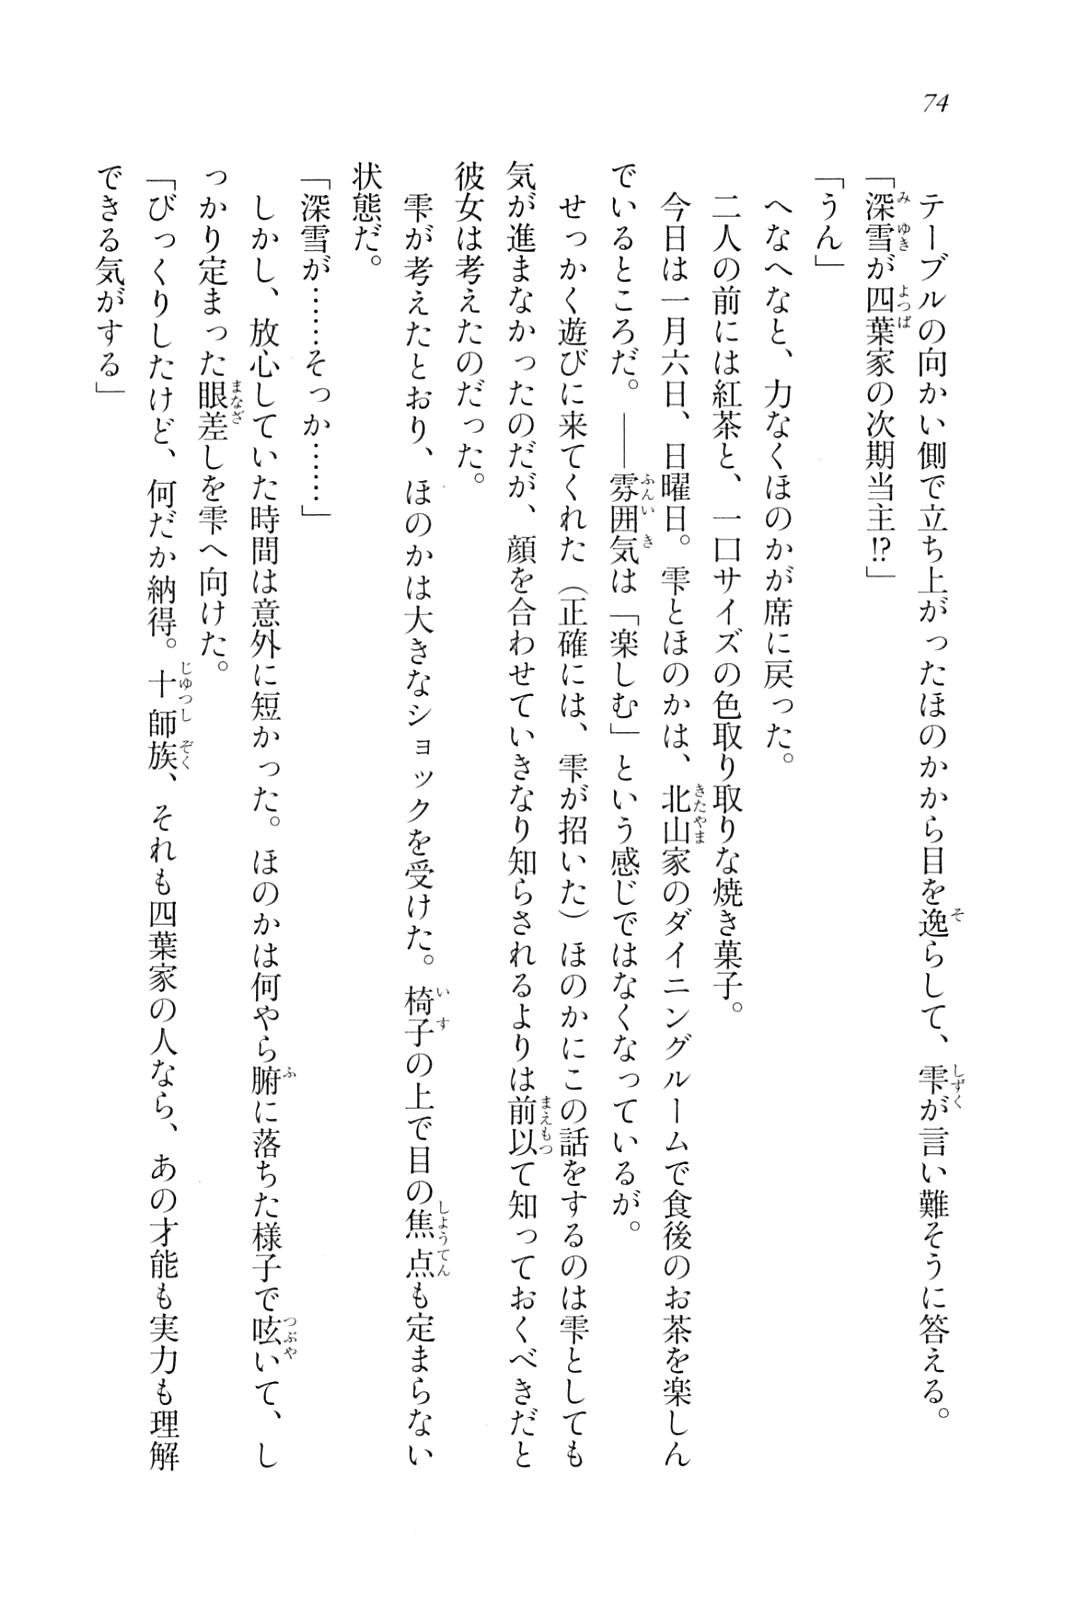 74
テーブルの向かい側で立ち上がったほのかから目を逸らして、雫が言い難そうに答える。
「深雪が四葉家の次期当主!?」
「うん」
へなへなと、力なくほのかが席に戻った。
二人の前には紅茶と、一口サイズの色取り取りな焼き菓子。
今日は一月六日、日曜日。雫とほのかは、北山家のダイニングルームで食後のお茶を楽しん
でいるところだ。――雰囲気は「楽しむ」という感じではなくなっているが。
せっかく遊びに来てくれた（正確には、雫が招いた）ほのかにこの話をするのは雫としても
気が進まなかったのだが、顔を合わせていきなり知らされるよりは前以て知っておくべきだと
彼女は考えたのだった。
雫が考えたとおり、ほのかは大きなショックを受けた。椅子の上で目の焦点も定まらない
状態だ。
「深雪が……そっか……」
しかし、放心していた時間は意外に短かった。ほのかは何やら腑に落ちた様子で呟いて、し
っかり定まった眼差しを雫へ向けた。
「びっくりしたけど、何だか納得。十師族、それも四葉家の人なら、あの才能も実力も理解
できる気がする」